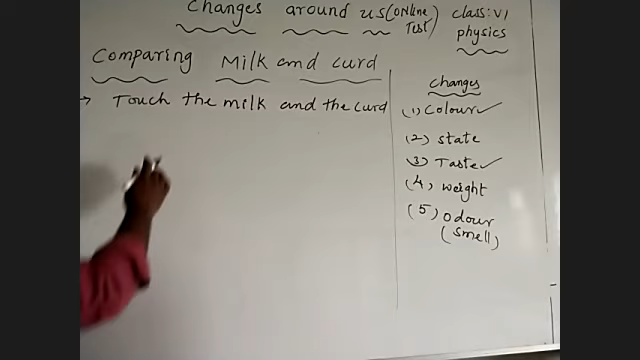 Changes around us (online Test) class: VI
physics
Comparing Milk and curd
→ Touch the milk and the curd
changes
(1) Colour ✓
(2) state
(3) Taste ✓
(4) weight
(5) odour
(smell)